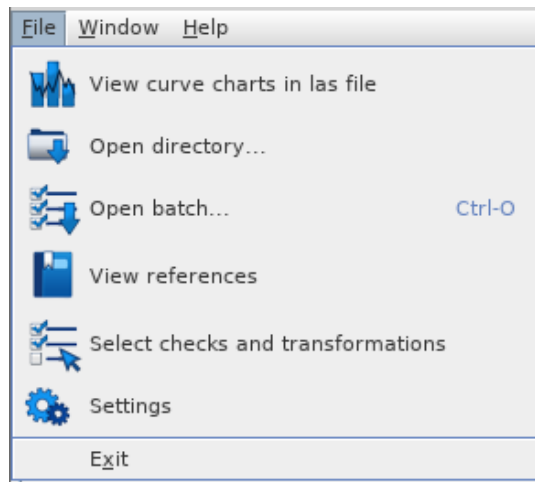 File Window Help
View curve charts in las file
Open directory...
Open batch... Ctrl-O
View references
Select checks and transformations
Settings
Exit